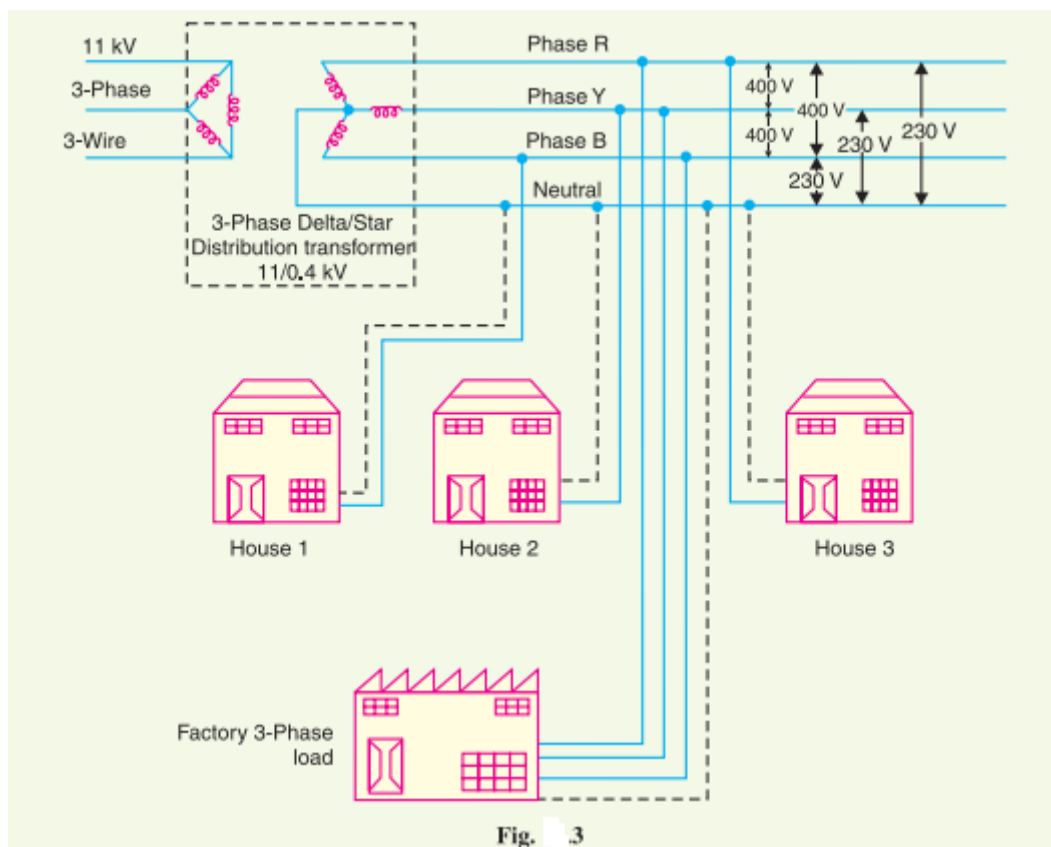 11 kV
3-Phase
3-Wire
3-Phase Delta/Star
Distribution transformer
11/0.4 kV
Phase R
Phase Y
Phase B
Neutral
400 V
400 V
400 V
230 V
230 V
230 V
House 1
House 2
House 3
Factory 3-Phase
load
Fig. .3